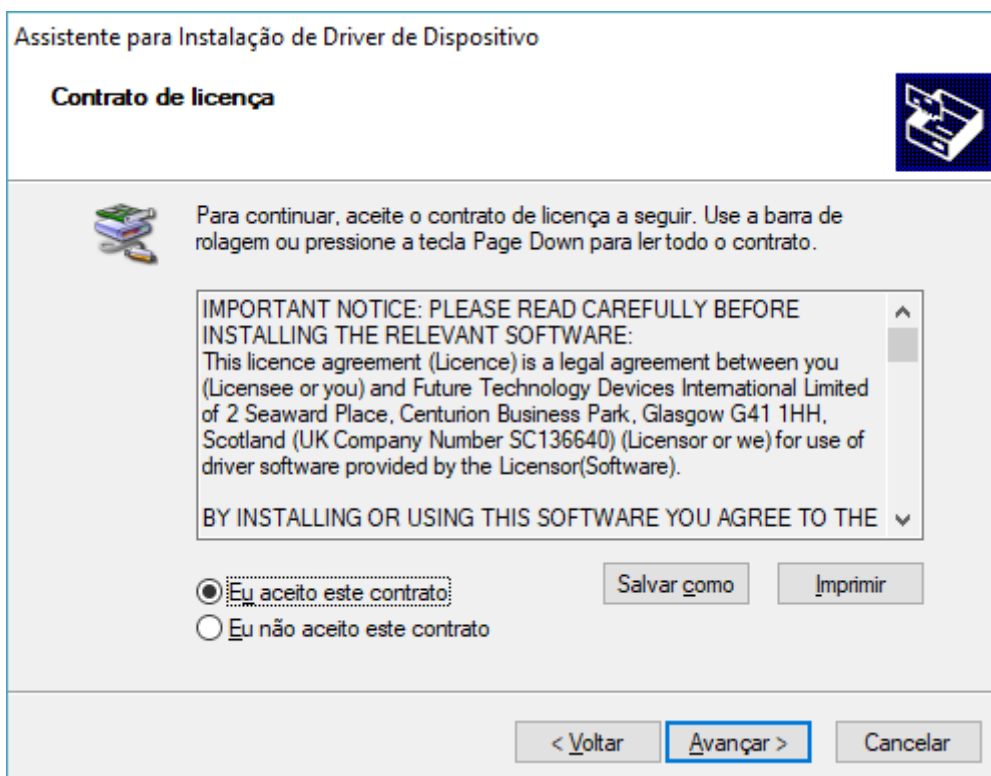 Assistente para Instalação de Driver de Dispositivo
Contrato de licença
Para continuar, aceite o contrato de licença a seguir. Use a barra de
rolagem ou pressione a tecla Page Down para ler todo o contrato.
IMPORTANT NOTICE: PLEASE READ CAREFULLY BEFORE
INSTALLING THE RELEVANT SOFTWARE:
This licence agreement (Licence) is a legal agreement between you
(Licensee or you) and Future Technology Devices International Limited
of 2 Seaward Place, Centurion Business Park, Glasgow G41 1HH,
Scotland (UK Company Number SC136640) (Licensor or we) for use of
driver software provided by the Licensor(Software).
BY INSTALLING OR USING THIS SOFTWARE YOU AGREE TO THE
Eu aceito este contrato
Salvar como
Imprimir
Eu não aceito este contrato
< Voltar
Avançar >
Cancelar